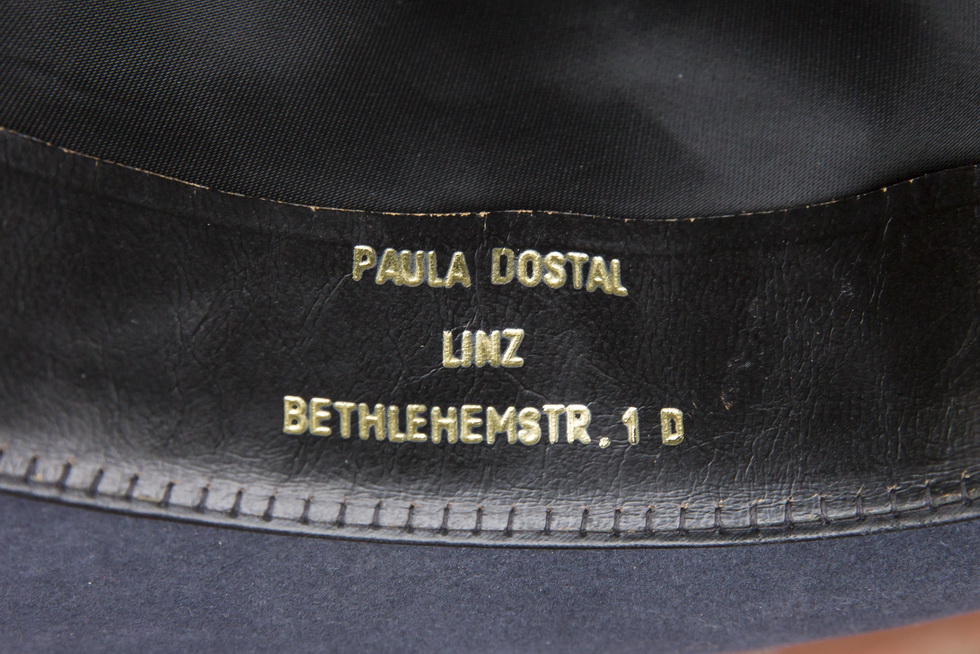 PAULA DOSTAL
LINZ
BETHLEHEMSTR. 1 D